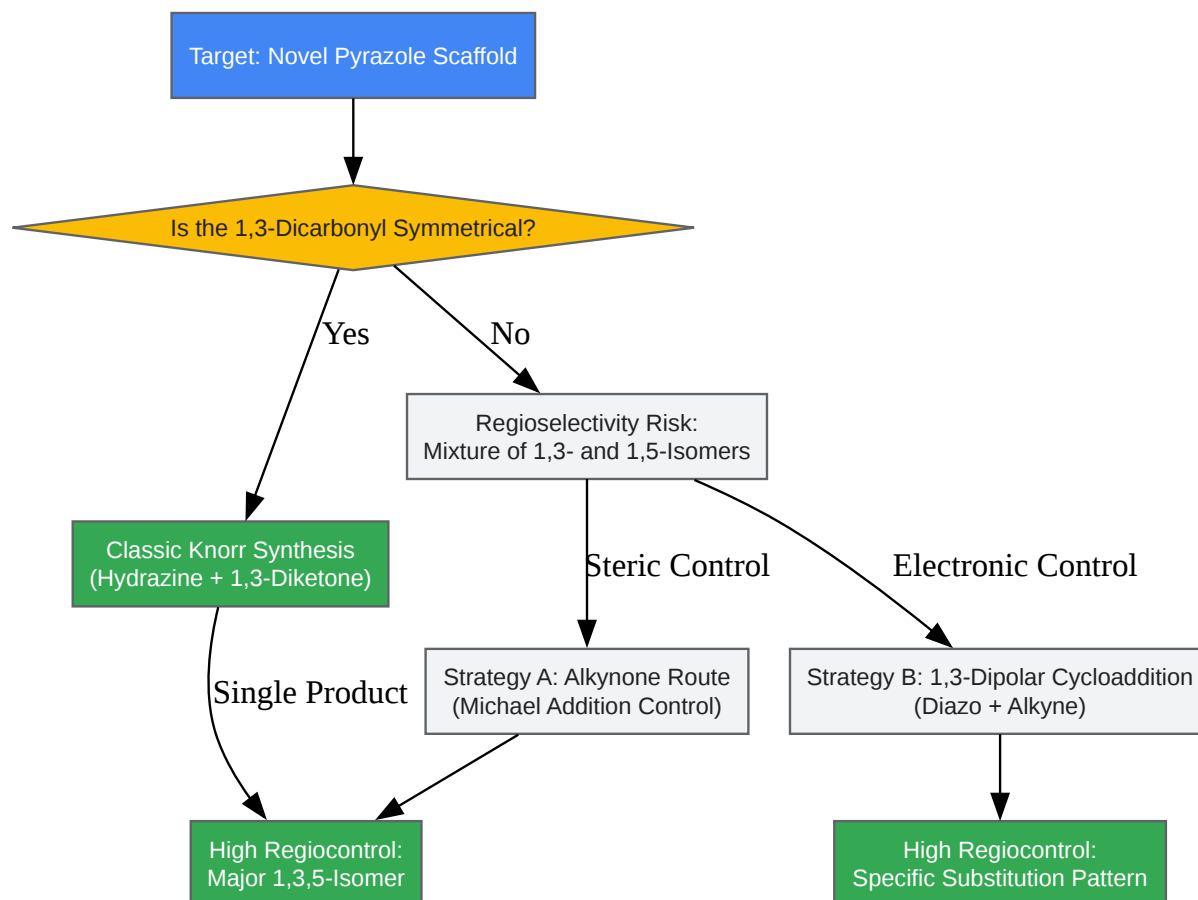 Target: Novel Pyrazole Scaffold
Is the 1,3-Dicarbonyl Symmetrical?
Yes
No
Regioselectivity Risk:
Mixture of 1,3- and 1,5-Isomers
Classic Knorr Synthesis
(Hydrazine + 1,3-Diketone)
Steric Control
Electronic Control
Single Product
Strategy A: Alkynone Route
(Michael Addition Control)
Strategy B: 1,3-Dipolar Cycloaddition
(Diazo + Alkyne)
High Regiocontrol:
Major 1,3,5-Isomer
High Regiocontrol:
Specific Substitution Pattern